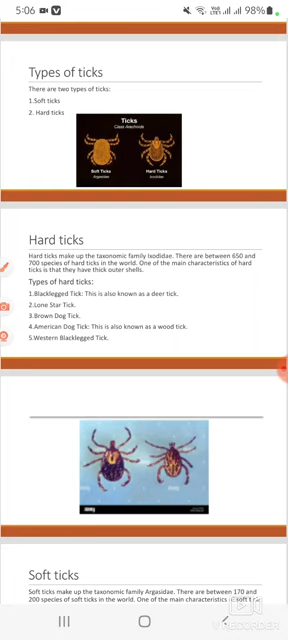 5:06
98%
Types of ticks
There are two types of ticks:
1.Soft ticks
2. Hard ticks
Ticks
Class Arachnida
Soft Ticks
Argasidae
Hard Ticks
Ixodidae
Hard ticks
Hard ticks make up the taxonomic family Ixodidae. There are between 650 and
700 species of hard ticks in the world. One of the main characteristics of hard
ticks is that they have thick outer shells.
Types of hard ticks:
1.Blacklegged Tick: This is also known as a deer tick.
2.Lone Star Tick.
3.Brown Dog Tick.
4.American Dog Tick: This is also known as a wood tick.
5.Western Blacklegged Tick.
Soft ticks
Soft ticks make up the taxonomic family Argasidae. There are between 170 and
200 species of soft ticks in the world. One of the main characteristics of soft tick
RECORDER